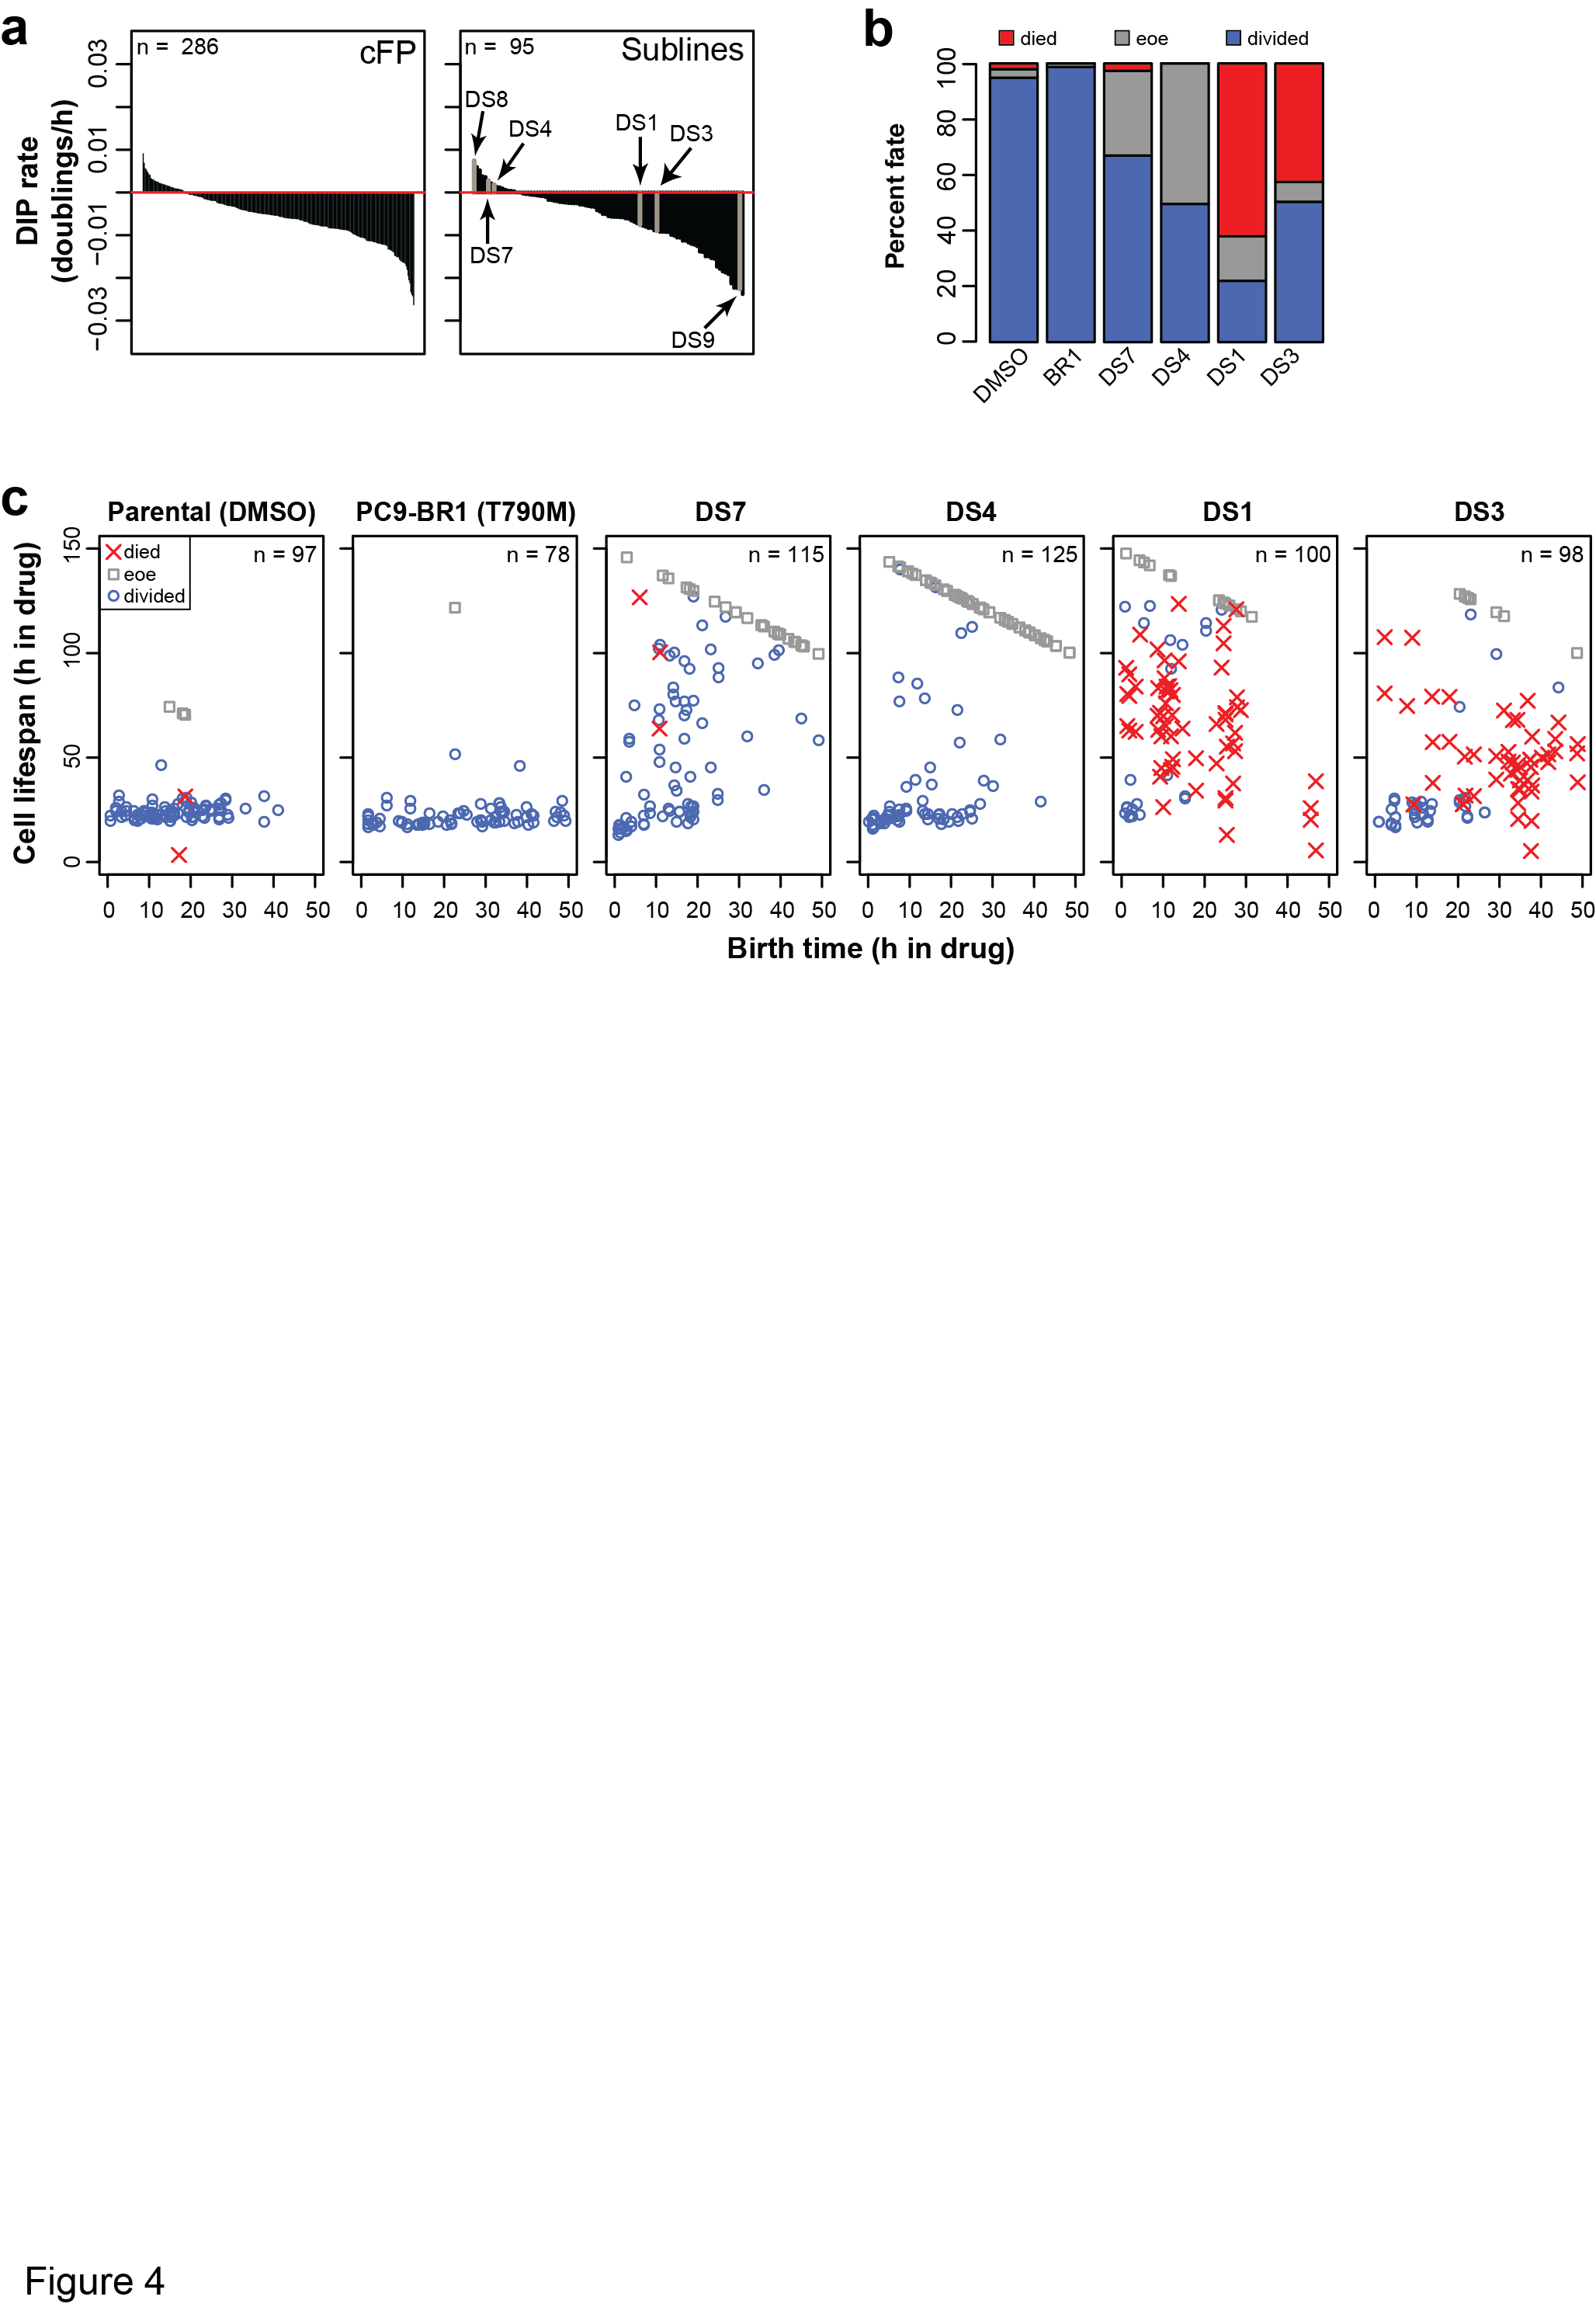 a
n = 286
cFP
n = 95
Sublines
DIP rate
(doublings/h)
0.03
0.01
−0.01
−0.03
DS8
DS4
DS1
DS3
DS7
DS9
b
died
eoe
divided
Percent fate
100
80
60
40
20
0
DMSO
BR1
DS7
DS4
DS1
DS3
c
Parental (DMSO)
PC9-BR1 (T790M)
DS7
DS4
DS1
DS3
died
eoe
divided
n = 97
n = 78
n = 115
n = 125
n = 100
n = 98
Cell lifespan (h in drug)
150
100
50
0
0 10 20 30 40 50
0 10 20 30 40 50
0 10 20 30 40 50
0 10 20 30 40 50
0 10 20 30 40 50
0 10 20 30 40 50
Birth time (h in drug)
Figure 4